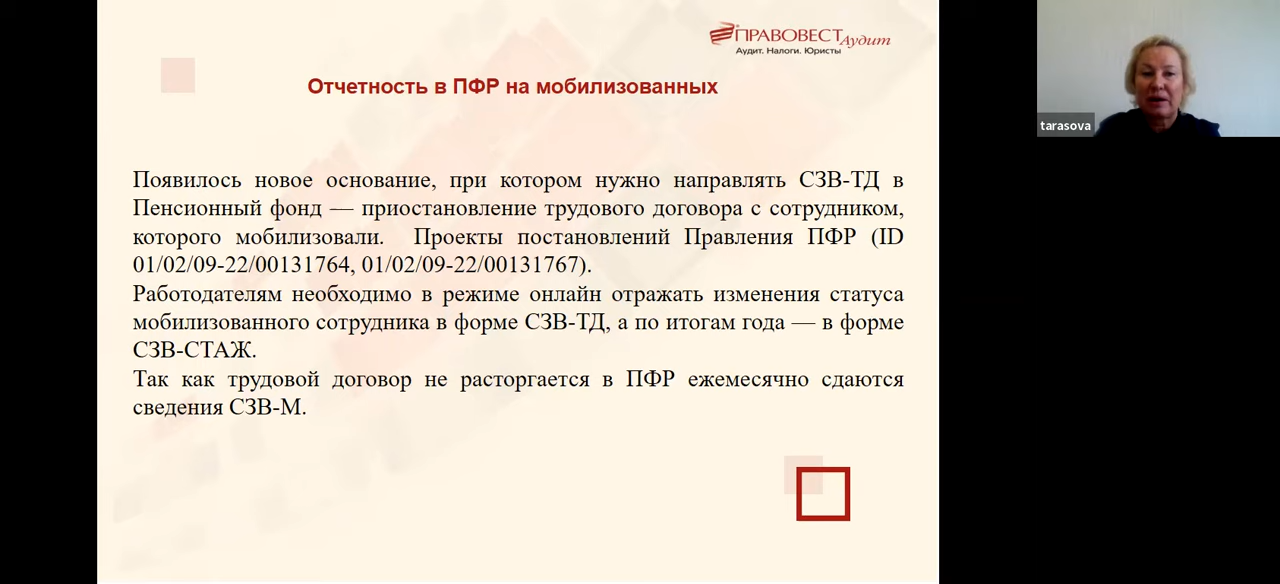 ПРАВОВЕСТ Аудит
Аудит. Налоги. Юристы
Отчетность в ПФР на мобилизованных
tarasova
Появилось новое основание, при котором нужно направлять СЗВ-ТД в
Пенсионный фонд — приостановление трудового договора с сотрудником,
которого мобилизовали. Проекты постановлений Правления ПФР (ID
01/02/09-22/00131764, 01/02/09-22/00131767).
Работодателям необходимо в режиме онлайн отражать изменения статуса
мобилизованного сотрудника в форме СЗВ-ТД, а по итогам года — в форме
СЗВ-СТАЖ.
Так как трудовой договор не расторгается в ПФР ежемесячно сдаются
сведения СЗВ-М.